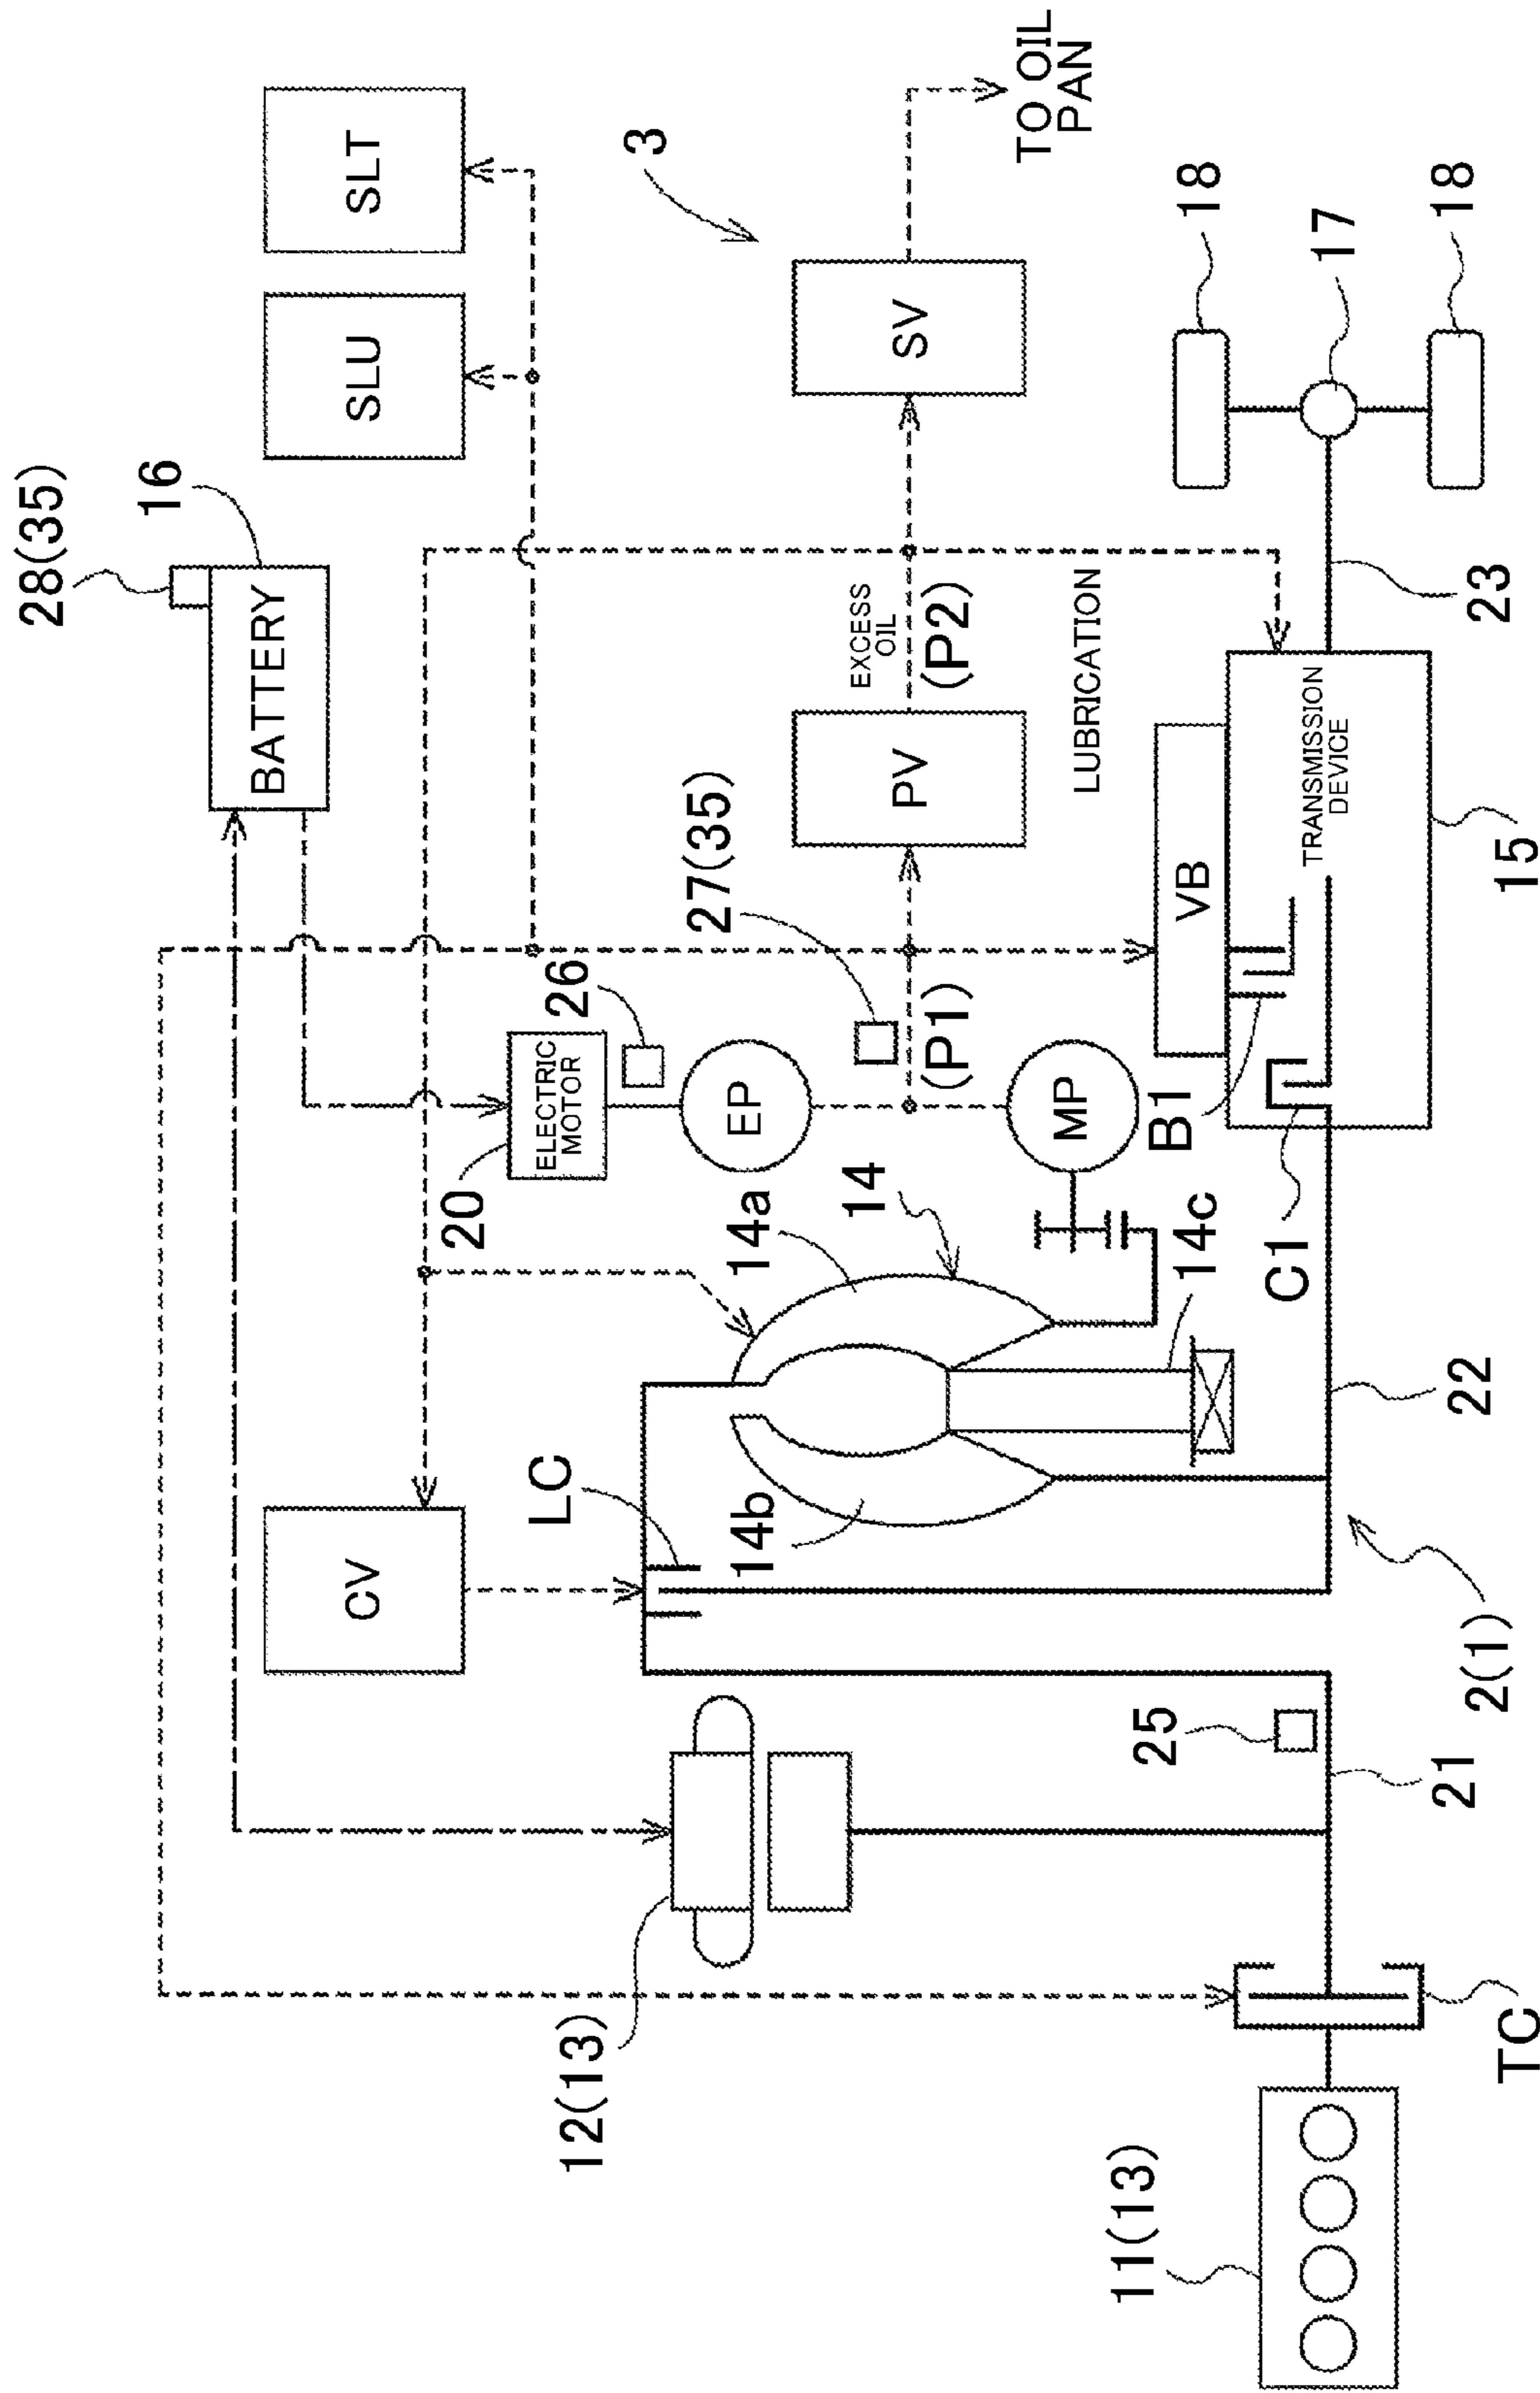 28(35)
16
BATTERY
SLU
SLT
3
TO OIL
PAN
CV
20
ELECTRIC
MOTOR
26
27(35)
PV
EXCESS
OIL
(P2)
SV
LC
12(13)
14b
14a
14
EP
(P1)
MP
LUBRICATION
VB
18
17
18
11(13)
25
14c
C1
B1
TRANSMISSION
DEVICE
TC
21
2(1)
22
15
23